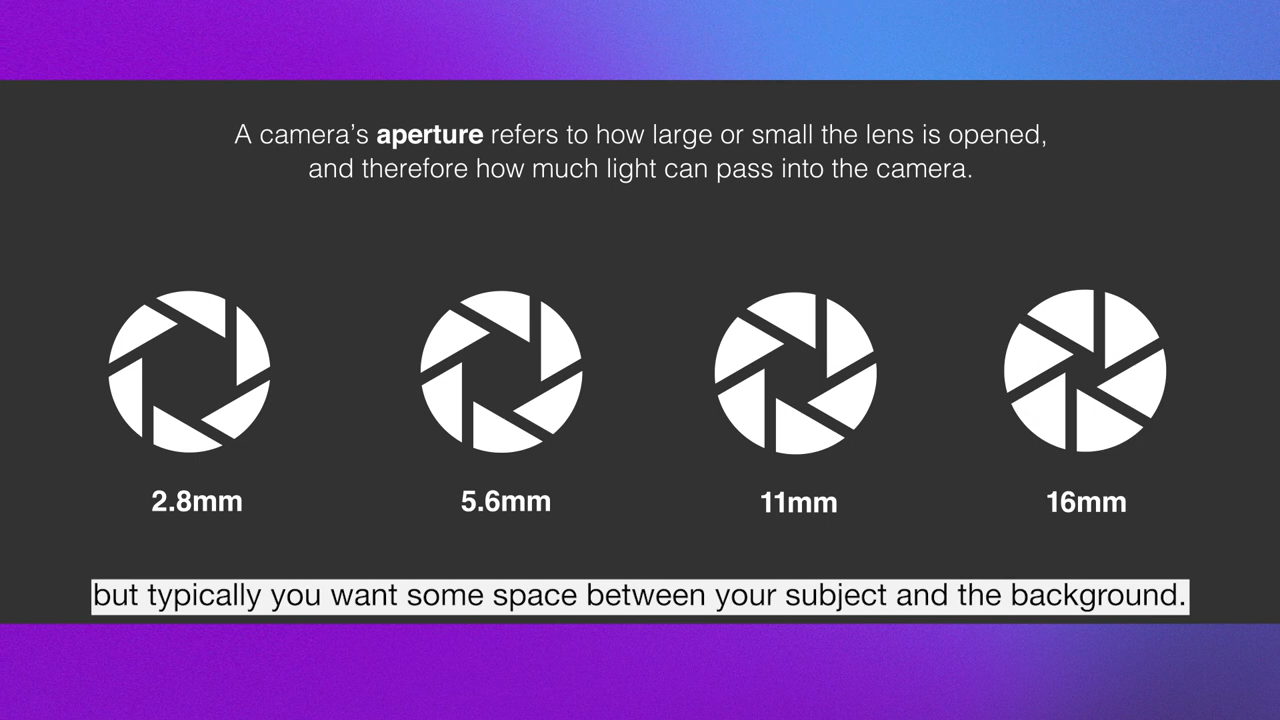 A camera’s aperture refers to how large or small the lens is opened,
and therefore how much light can pass into the camera.
2.8mm
5.6mm
11mm
16mm
but typically you want some space between your subject and the background.